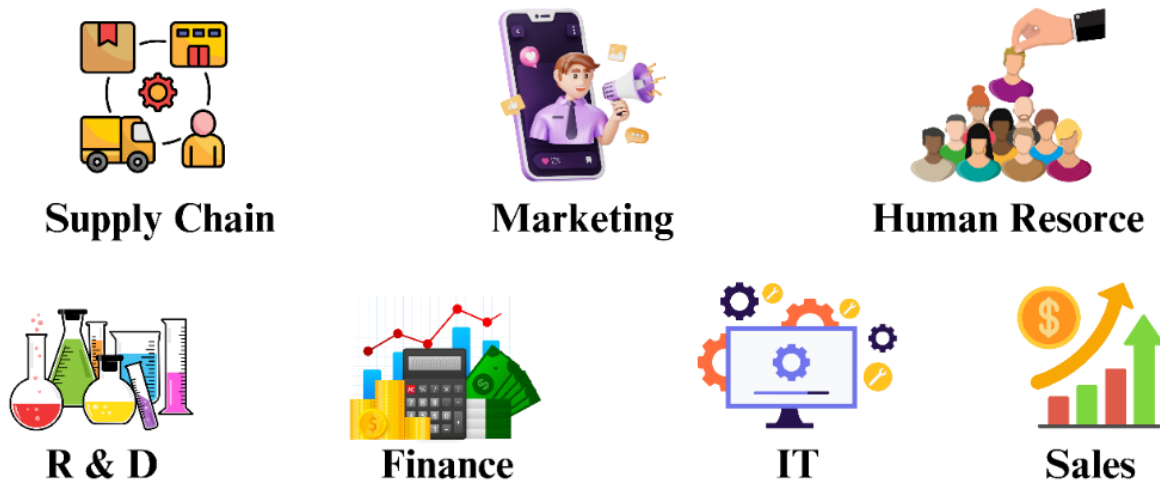 Supply Chain
Marketing
Human Resorce
R & D
Finance
IT
Sales